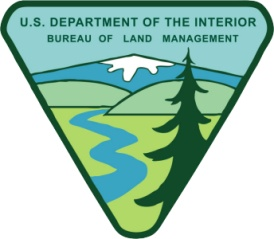 U.S. DEPARTMENT OF THE INTERIOR
BUREAU OF LAND MANAGEMENT